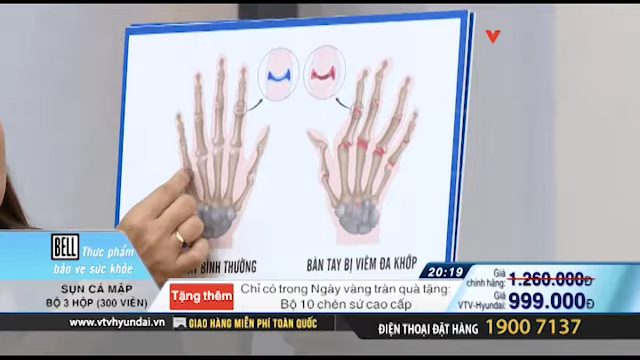 BÌNH THƯỜNG
BÀN TAY BỊ VIÊM ĐA KHỚP
BELL
Thực phẩm
bảo vệ sức khỏe
SỤN CÁ MẬP
BỘ 3 HỘP (300 VIÊN)
Tặng thêm
Chỉ có trong Ngày vàng tràn quà tặng:
Bộ 10 chén sứ cao cấp
20:19
Giá
chính hãng:
1.260.000Đ
Giá
VTV-Hyundai:
999.000Đ
www.vtvhyundai.vn
GIAO HÀNG MIỄN PHÍ TOÀN QUỐC
ĐIỆN THOẠI ĐẶT HÀNG 1900 7137